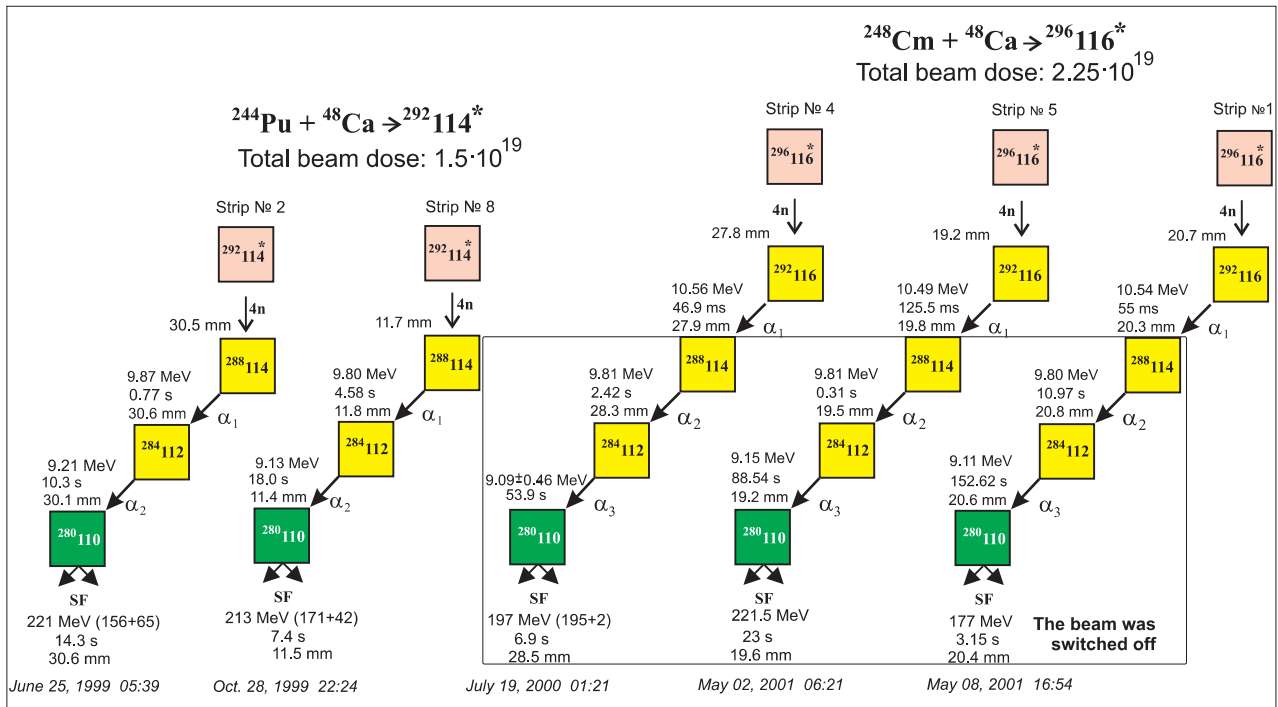 ²⁴⁸Cm + ⁴⁸Ca → ²⁹⁶116*
Total beam dose: 2.25·10¹⁹
²⁴⁴Pu + ⁴⁸Ca → ²⁹²114*
Total beam dose: 1.5·10¹⁹
Strip № 2
²⁹²114*
4n
30.5 mm
²⁸⁸114
9.87 MeV
0.77 s
30.6 mm
α₁
²⁸⁴112
9.21 MeV
10.3 s
30.1 mm
α₂
²⁸⁰110
SF
221 MeV (156+65)
14.3 s
30.6 mm
June 25, 1999 05:39
Strip № 8
²⁹²114*
4n
11.7 mm
²⁸⁸114
9.80 MeV
4.58 s
11.8 mm
α₁
²⁸⁴112
9.13 MeV
18.0 s
11.4 mm
α₂
²⁸⁰110
SF
213 MeV (171+42)
7.4 s
11.5 mm
Oct. 28, 1999 22:24
Strip № 4
²⁹⁶116*
4n
27.8 mm
²⁹²116
10.56 MeV
46.9 ms
27.9 mm
α₁
²⁸⁸114
9.81 MeV
2.42 s
28.3 mm
α₂
²⁸⁴112
9.09±0.46 MeV
53.9 s
α₃
²⁸⁰110
SF
197 MeV (195+2)
6.9 s
28.5 mm
July 19, 2000 01:21
Strip № 5
²⁹⁶116*
4n
19.2 mm
²⁹²116
10.49 MeV
125.5 ms
19.8 mm
α₁
²⁸⁸114
9.81 MeV
0.31 s
19.5 mm
α₂
²⁸⁴112
9.15 MeV
88.54 s
19.2 mm
α₃
²⁸⁰110
SF
221.5 MeV
23 s
19.6 mm
May 02, 2001 06:21
Strip №1
²⁹⁶116*
4n
20.7 mm
²⁹²116
10.54 MeV
55 ms
20.3 mm
α₁
²⁸⁸114
9.80 MeV
10.97 s
20.8 mm
α₂
²⁸⁴112
9.11 MeV
152.62 s
20.6 mm
α₃
²⁸⁰110
SF
177 MeV
3.15 s
20.4 mm
May 08, 2001 16:54
The beam was
switched off